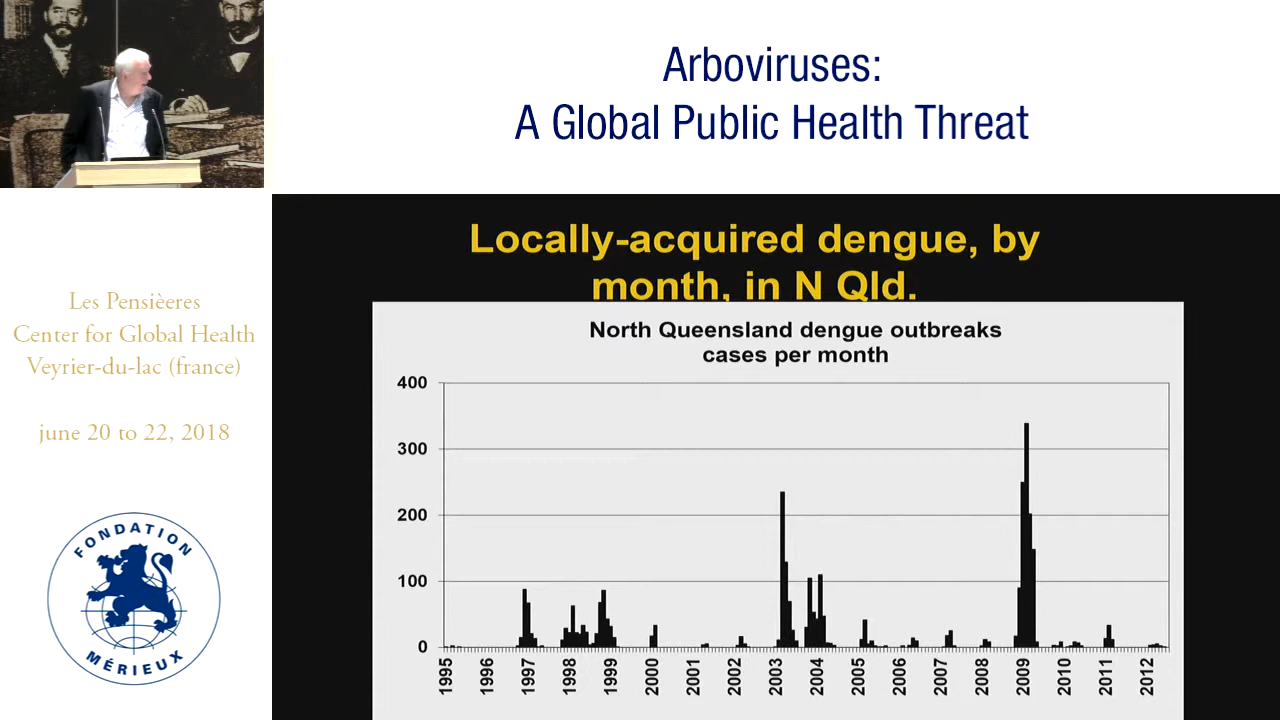 Arboviruses:
A Global Public Health Threat
Les Pensièeres
Center for Global Health
Veyrier-du-lac (france)
june 20 to 22, 2018
FONDATION
MÉRIEUX
Locally-acquired dengue, by
month, in N Qld.
North Queensland dengue outbreaks
cases per month
400
300
200
100
0
1995 1996 1997 1998 1999 2000 2001 2002 2003 2004 2005 2006 2007 2008 2009 2010 2011 2012